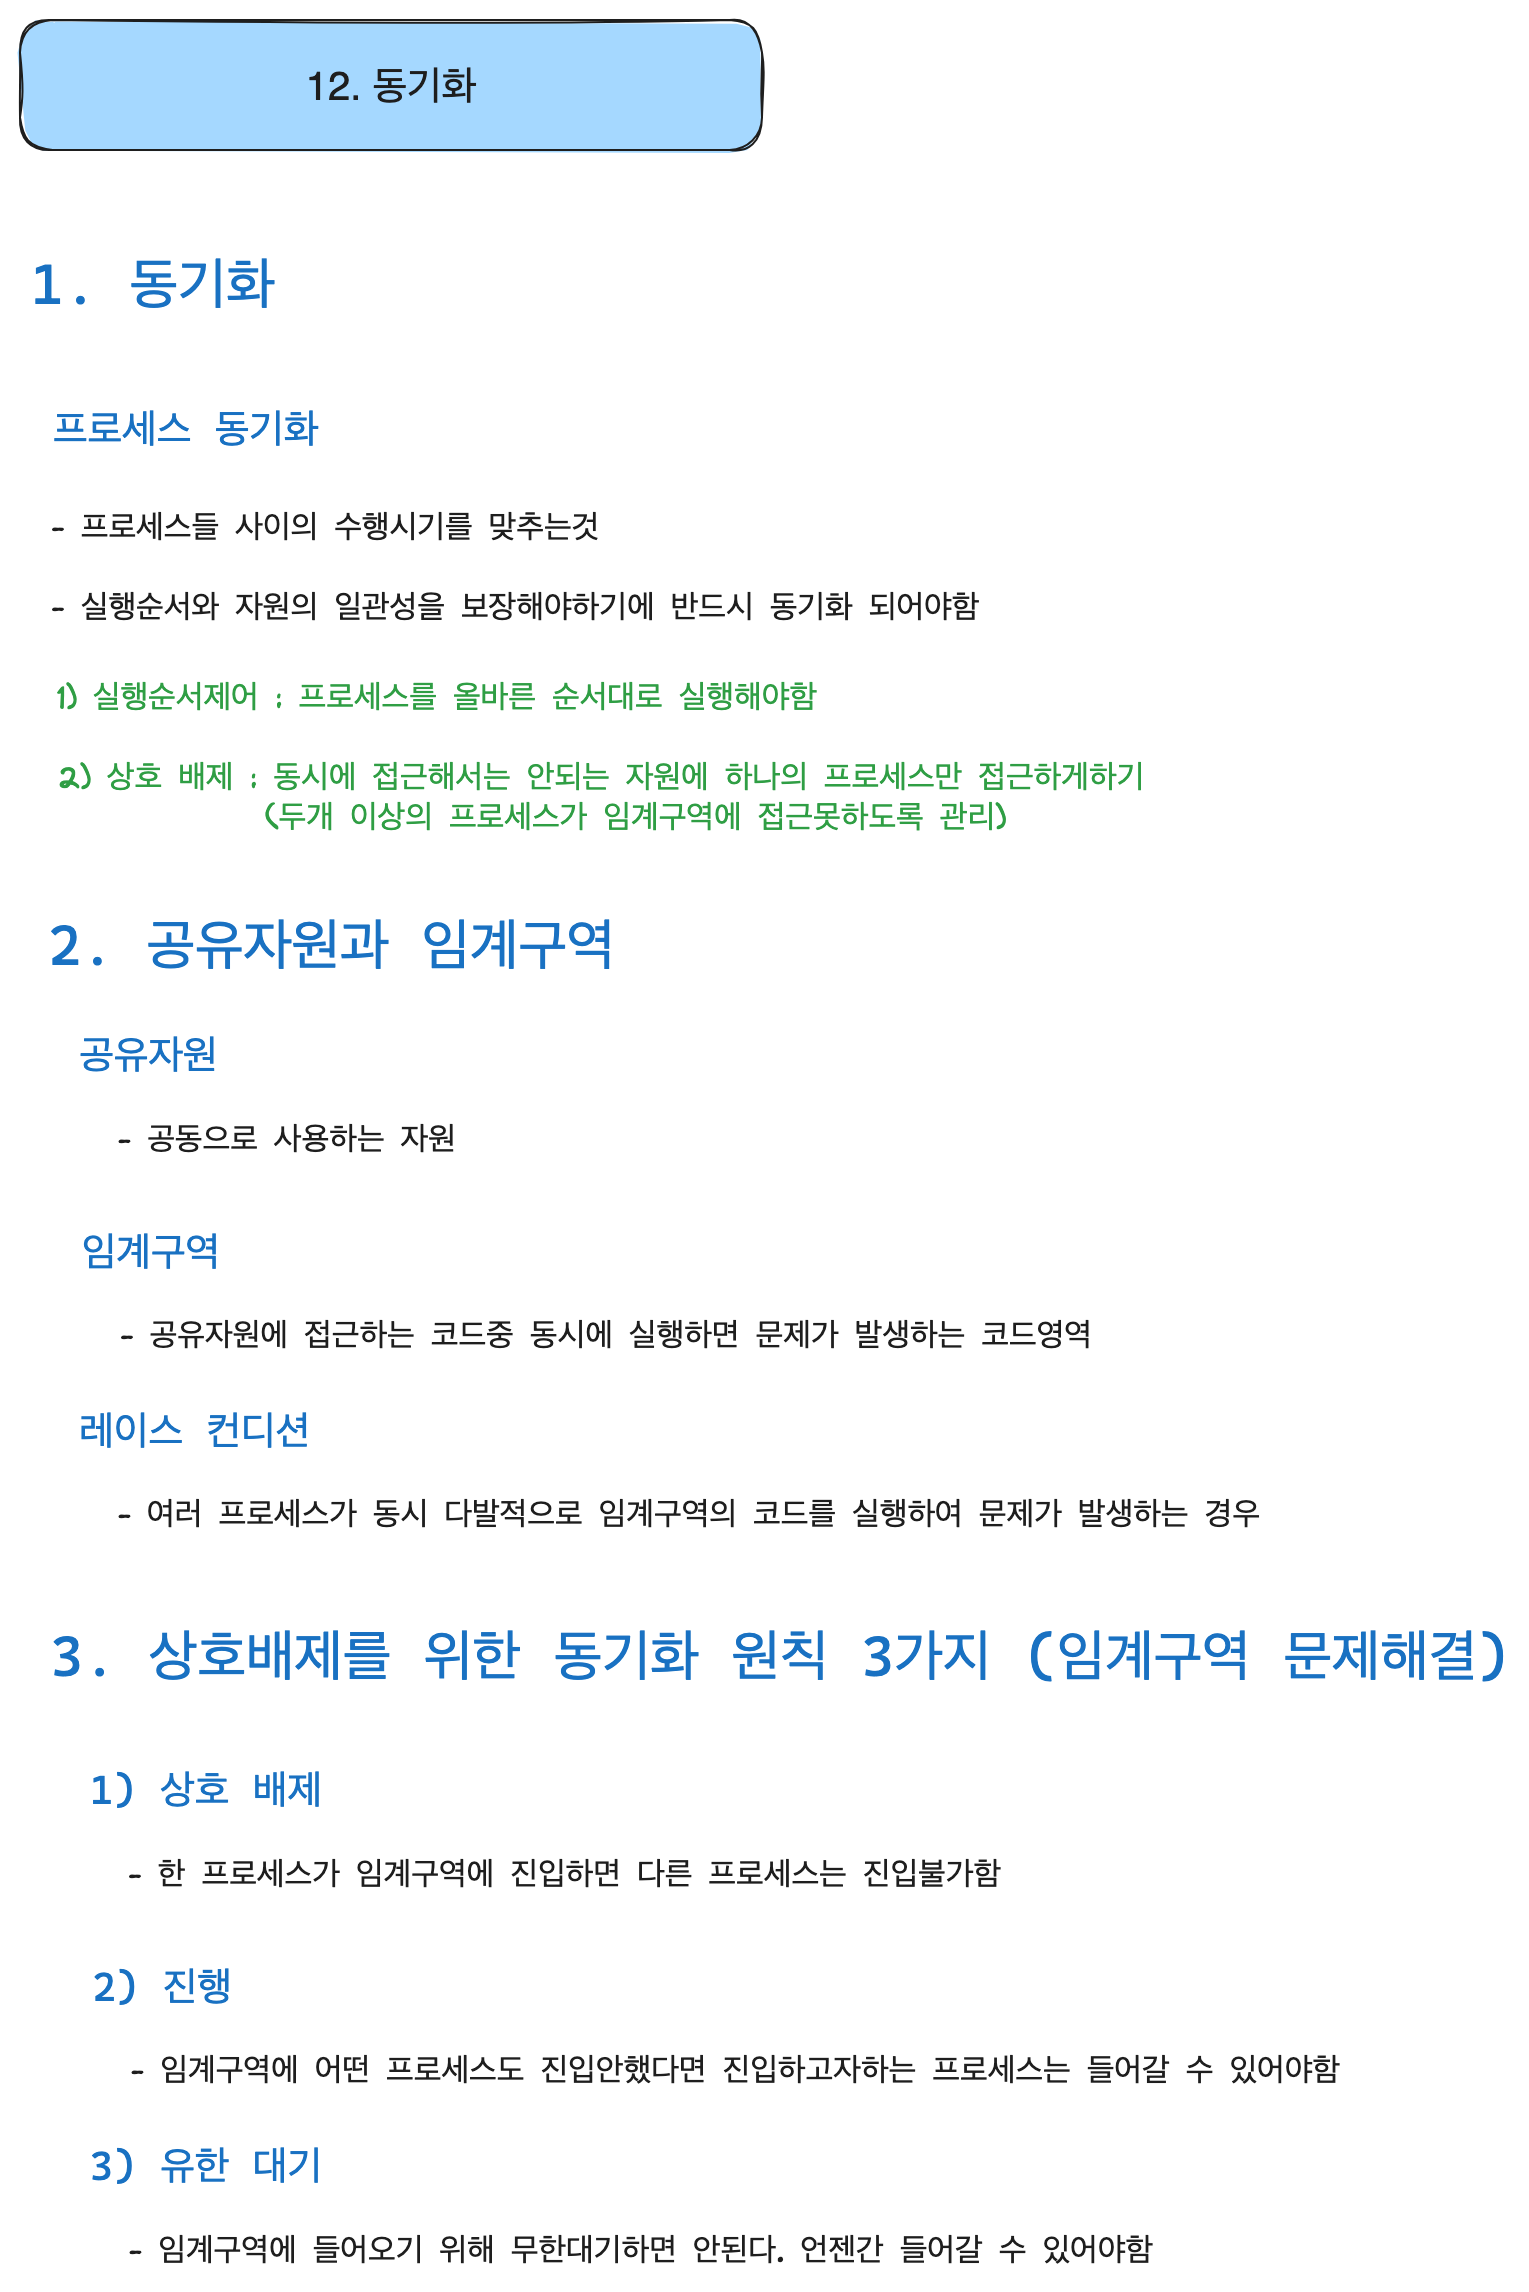 12. 동기화
1. 동기화
프로세스 동기화
- 프로세스들 사이의 수행시기를 맞추는것
- 실행순서와 자원의 일관성을 보장해야하기에 반드시 동기화 되어야함
1) 실행순서제어 : 프로세스를 올바른 순서대로 실행해야함
2) 상호 배제 : 동시에 접근해서는 안되는 자원에 하나의 프로세스만 접근하게하기
(두개 이상의 프로세스가 임계구역에 접근못하도록 관리)
2. 공유자원과 임계구역
공유자원
- 공동으로 사용하는 자원
임계구역
- 공유자원에 접근하는 코드중 동시에 실행하면 문제가 발생하는 코드영역
레이스 컨디션
- 여러 프로세스가 동시 다발적으로 임계구역의 코드를 실행하여 문제가 발생하는 경우
3. 상호배제를 위한 동기화 원칙 3가지 (임계구역 문제해결)
1) 상호 배제
- 한 프로세스가 임계구역에 진입하면 다른 프로세스는 진입불가함
2) 진행
- 임계구역에 어떤 프로세스도 진입안했다면 진입하고자하는 프로세스는 들어갈 수 있어야함
3) 유한 대기
- 임계구역에 들어오기 위해 무한대기하면 안된다. 언젠간 들어갈 수 있어야함